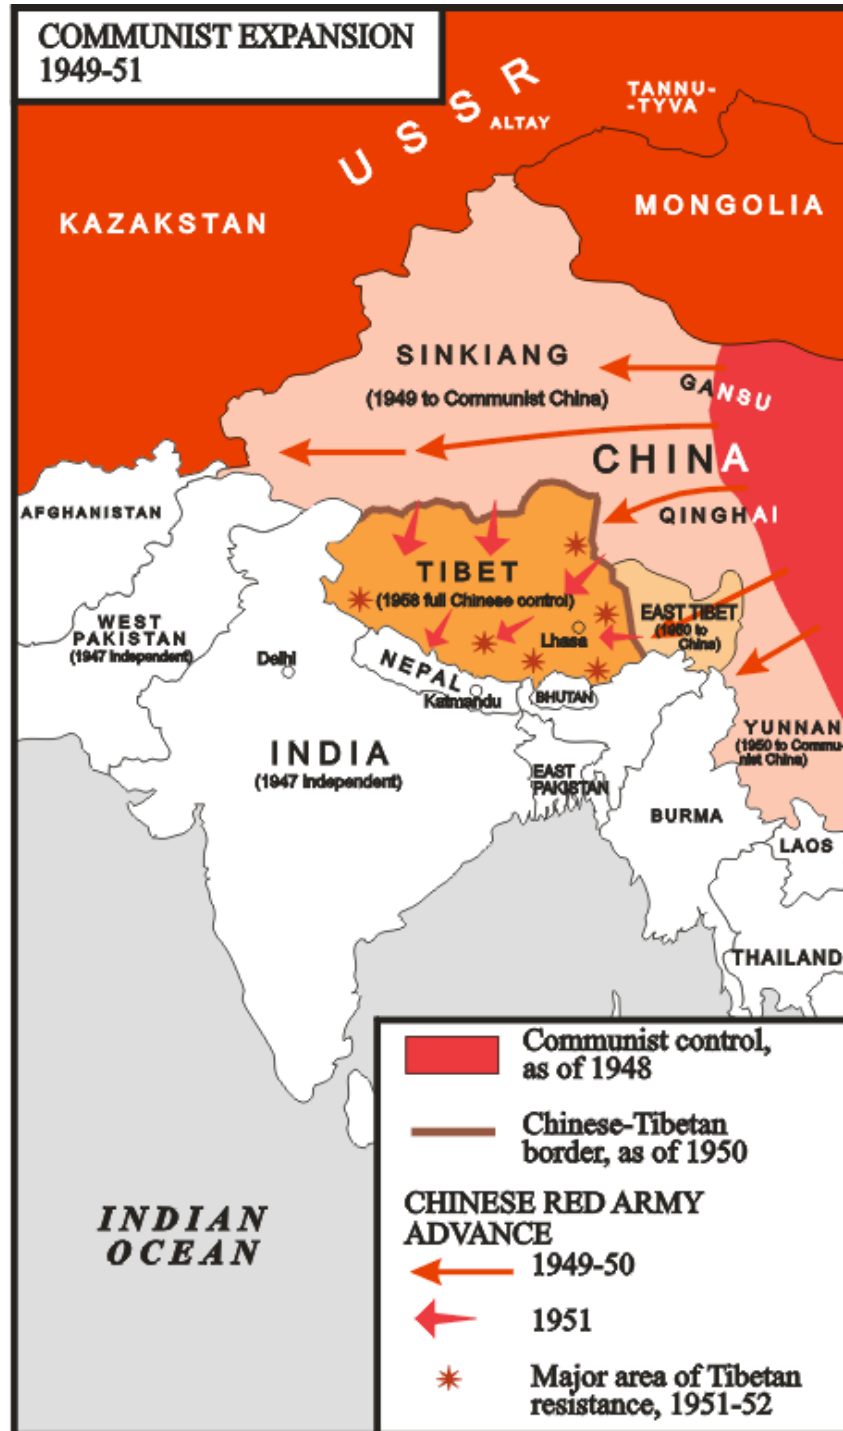 COMMUNIST EXPANSION
1949-51
USSR
ALTAY
TANNU-
-TYVA
KAZAKSTAN
MONGOLIA
SINKIANG
(1949 to Communist China)
GANSU
CHINA
QINGHAI
AFGHANISTAN
TIBET
(1958 full Chinese control)
EAST TIBET
(1950 to
China)
WEST
PAKISTAN
(1947 Independent)
Lhasa
Delhi
NEPAL
Katmandu
BHUTAN
YUNNAN
(1950 to Commu-
nist China)
INDIA
(1947 Independent)
EAST
PAKISTAN
BURMA
LAOS
THAILAND
INDIAN
OCEAN
Communist control,
as of 1948
Chinese-Tibetan
border, as of 1950
CHINESE RED ARMY
ADVANCE
1949-50
1951
Major area of Tibetan
resistance, 1951-52